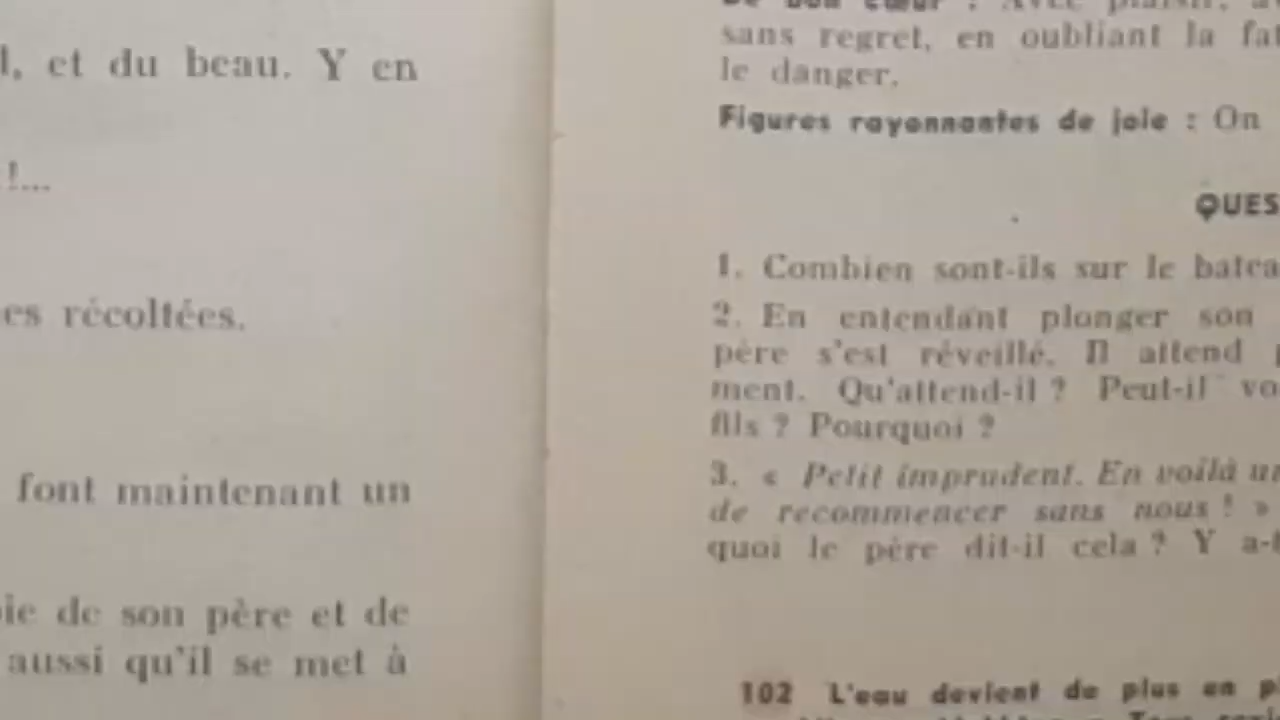 l, et du beau. Y en
!...
es récoltées.
font maintenant un
de son père et de
aussi qu'il se met à
sans regret, en oubliant la
le danger.
Figures rayonnantes de joie : On
QUES
1. Combien sont-ils sur le
2. En entendant plonger son
père s'est réveillé. Il attend
ment. Qu'attend-il ? Peut-il
fils ? Pourquoi ?
3. « Petit imprudent. En voilà
de recommencer sans nous ! »
quoi le père dit-il cela ? Y a-t
102 L'eau devient de plus en